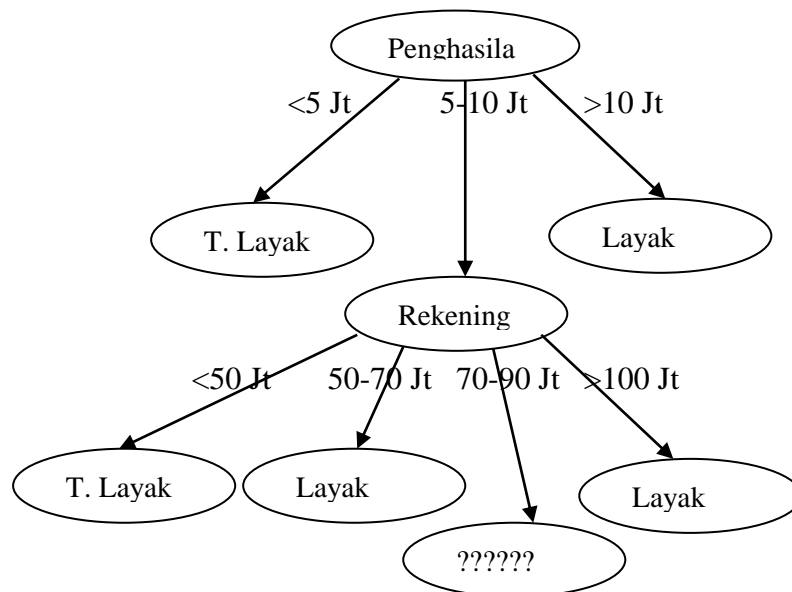 Penghasila
<5 Jt 5-10 Jt >10 Jt
T. Layak Layak
Rekening
<50 Jt 50-70 Jt 70-90 Jt >100 Jt
T. Layak Layak Layak
??????